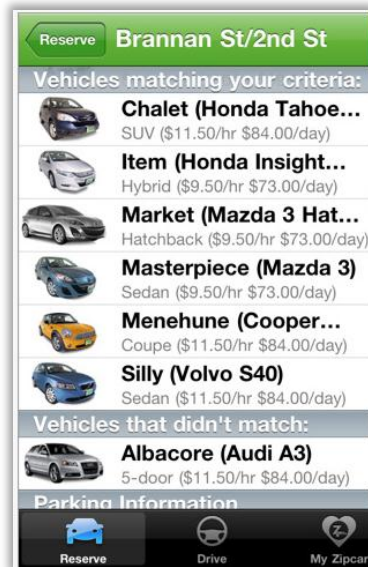 Reserve
Brannan St/2nd St
Vehicles matching your criteria:
Chalet (Honda Tahoe...
SUV ($11.50/hr $84.00/day)
Item (Honda Insight...
Hybrid ($9.50/hr $73.00/day)
Market (Mazda 3 Hat...
Hatchback ($9.50/hr $73.00/day)
Masterpiece (Mazda 3)
Sedan ($9.50/hr $73.00/day)
Menehune (Cooper...
Coupe ($11.50/hr $84.00/day)
Silly (Volvo S40)
Sedan ($11.50/hr $84.00/day)
Vehicles that didn't match:
Albacore (Audi A3)
5-door ($11.50/hr $84.00/day)
Parking Information
Reserve
Drive
My Zipcar